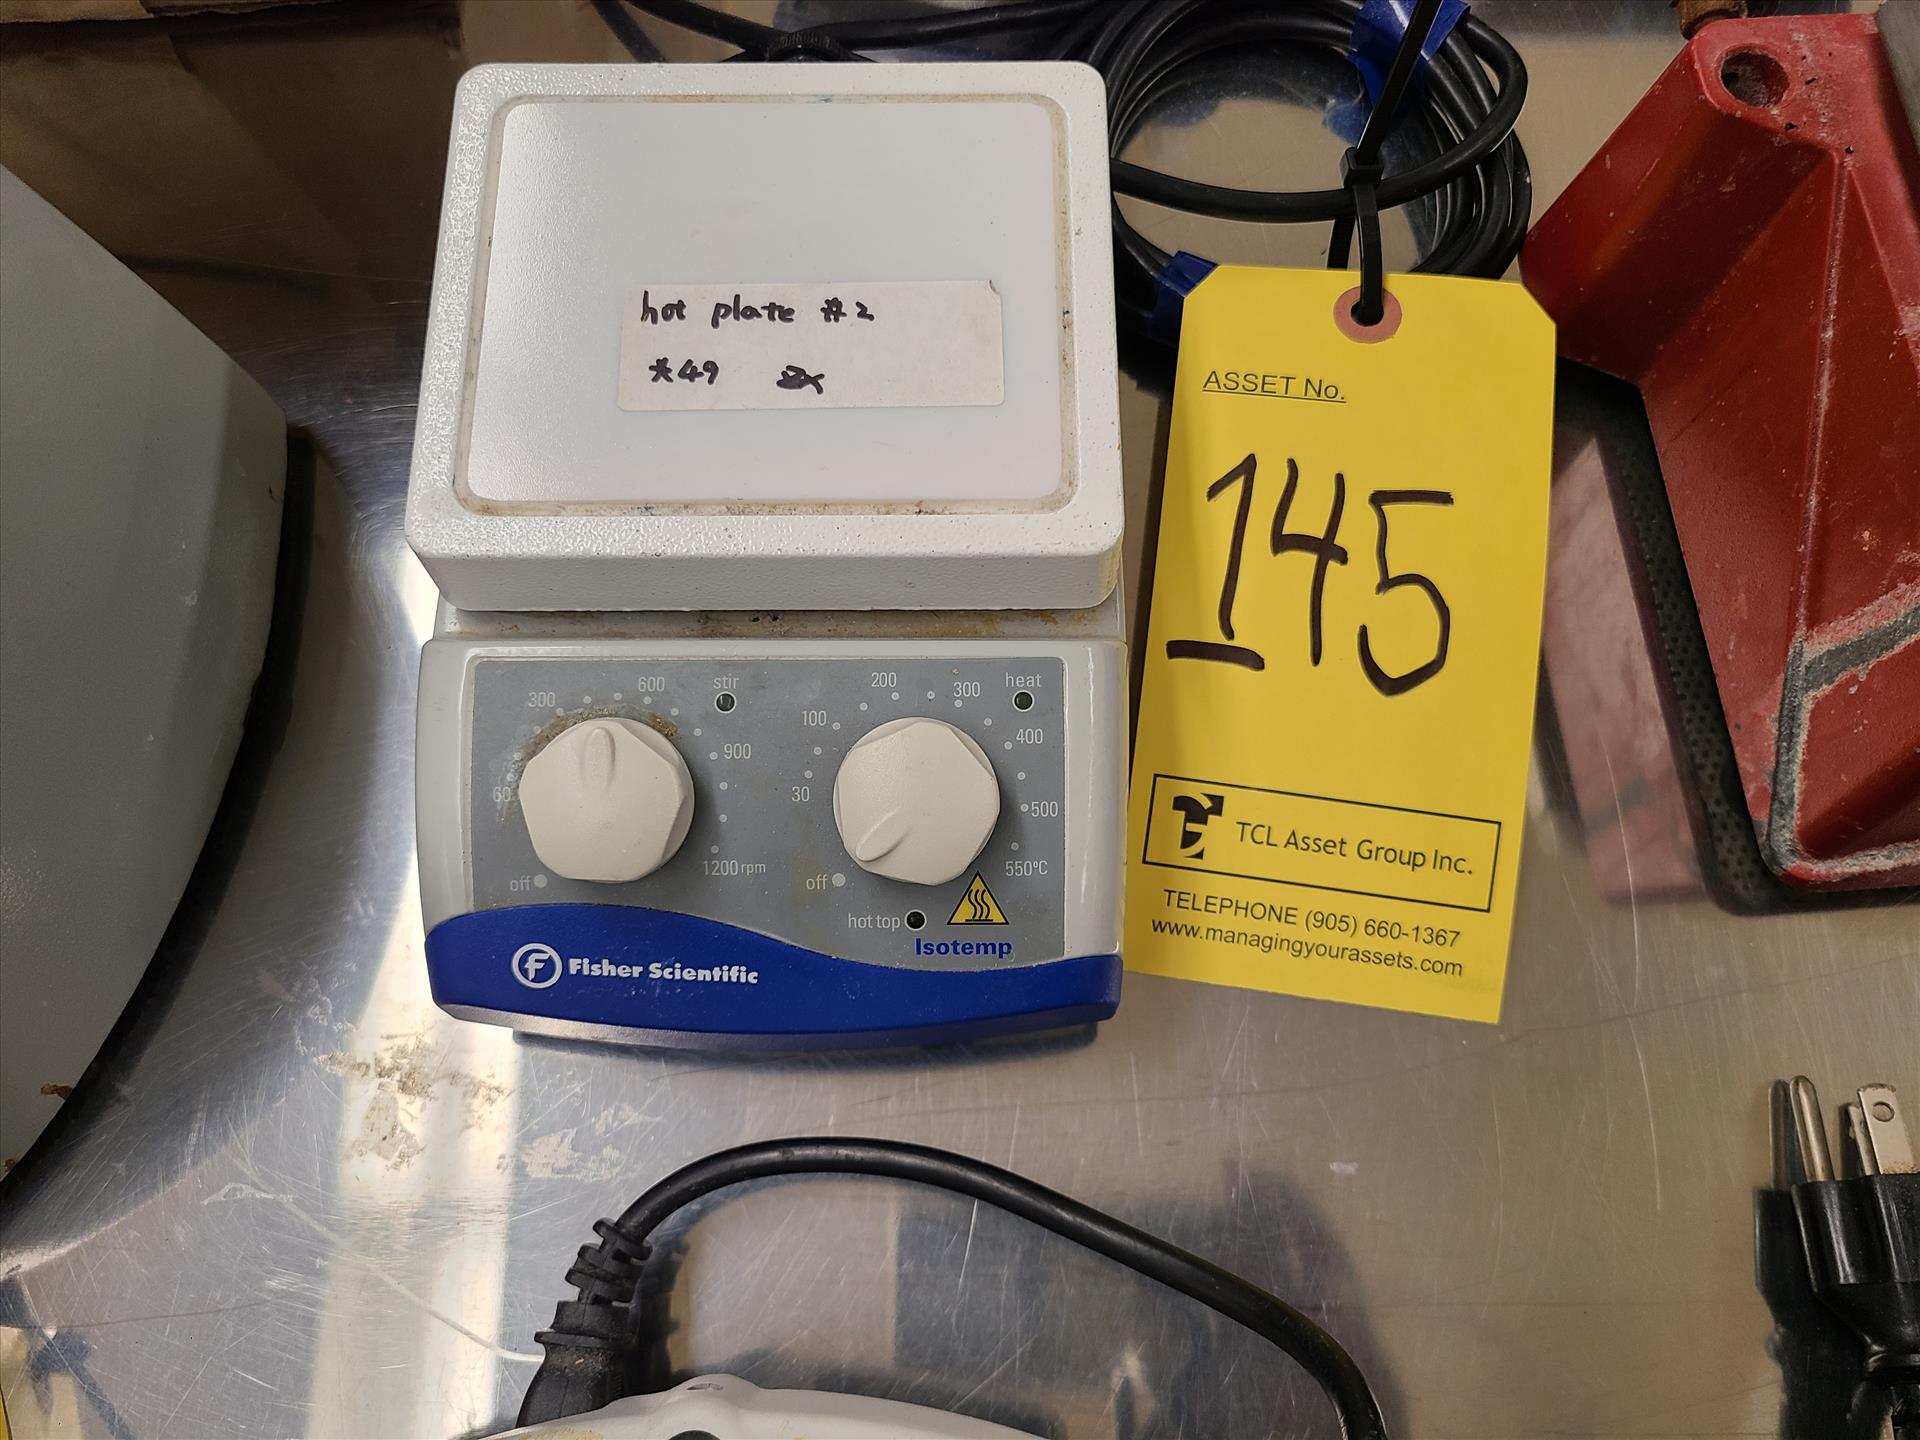 hot plate #2
*49
ASSET No.
145
TCL Asset Group Inc.
TELEPHONE (905) 660-1367
www.managingyourassets.com
stir
60
300
600
900
1200 rpm
off
heat
30
100
200
300
400
500
550°C
off
hot top
Isotemp
F Fisher Scientific